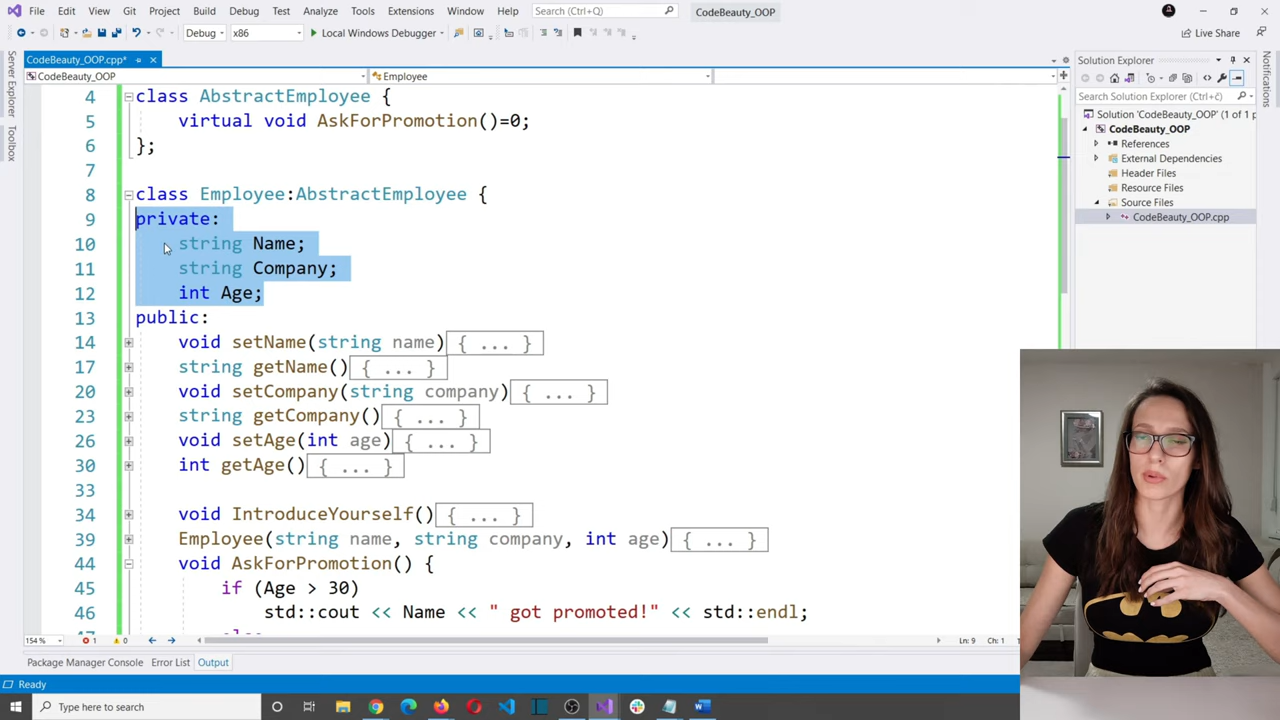 File Edit View Git Project Build Debug Test Analyze Tools Extensions Window Help Search (Ctrl+Q) CodeBeauty_OOP
Debug x86 Local Windows Debugger Live Share
CodeBeauty_OOP.cpp*
CodeBeauty_OOP Employee
Server Explorer
Toolbox
4 class AbstractEmployee {
5 virtual void AskForPromotion()=0;
6 };
7
8 class Employee:AbstractEmployee {
9 private:
10 string Name;
11 string Company;
12 int Age;
13 public:
14 void setName(string name) { ... }
17 string getName() { ... }
20 void setCompany(string company) { ... }
23 string getCompany() { ... }
26 void setAge(int age) { ... }
30 int getAge() { ... }
33
34 void IntroduceYourself() { ... }
39 Employee(string name, string company, int age) { ... }
44 void AskForPromotion() {
45 if (Age > 30)
46 std::cout << Name << " got promoted!" << std::endl;
154 % 1 0 Ln: 9 Ch: 1
Package Manager Console Error List Output
Ready
Type here to search
Solution Explorer
Search Solution Explorer (Ctrl+č)
Solution 'CodeBeauty_OOP' (1 of 1 p
CodeBeauty_OOP
References
External Dependencies
Header Files
Resource Files
Source Files
CodeBeauty_OOP.cpp
Notifications